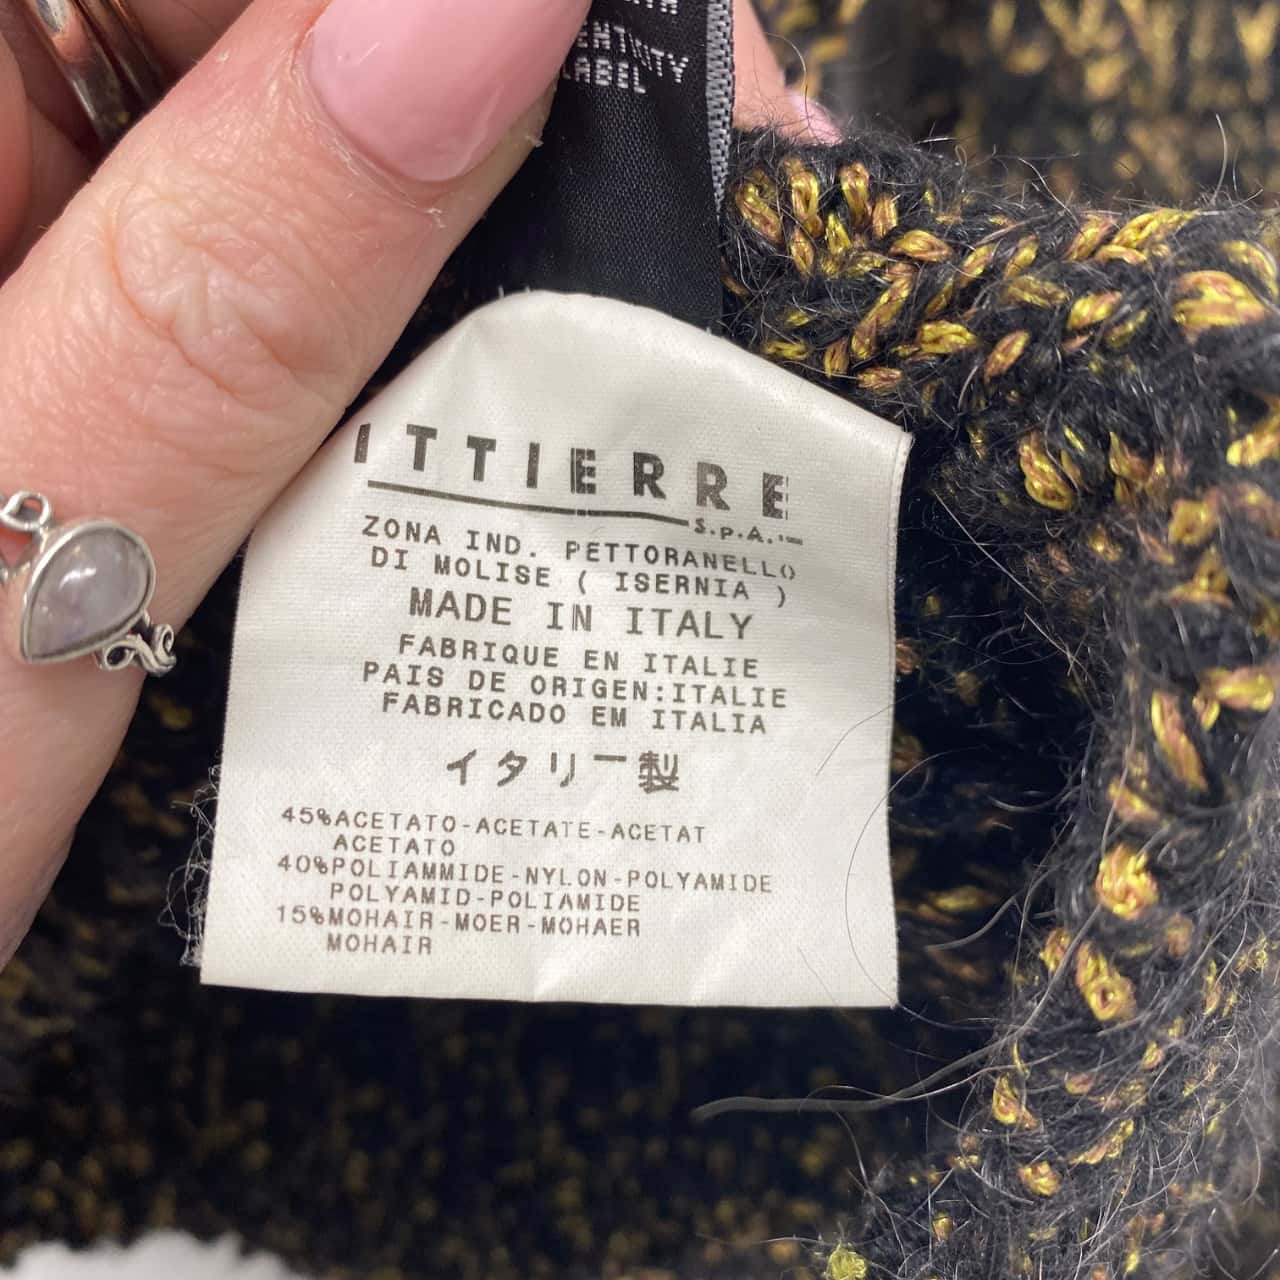 ENTICITY
LABEL
ITTIERRE
S.p.A.
ZONA IND. PETTORANELLO
DI MOLISE ( ISERNIA )
MADE IN ITALY
FABRIQUE EN ITALIE
PAIS DE ORIGEN:ITALIE
FABRICADO EM ITALIA
イタリー製
45%ACETATO-ACETATE-ACETAT
ACETATO
40%POLIAMMIDE-NYLON-POLYAMIDE
POLYAMID-POLIAMIDE
15%MOHAIR-MOER-MOHAER
MOHAIR